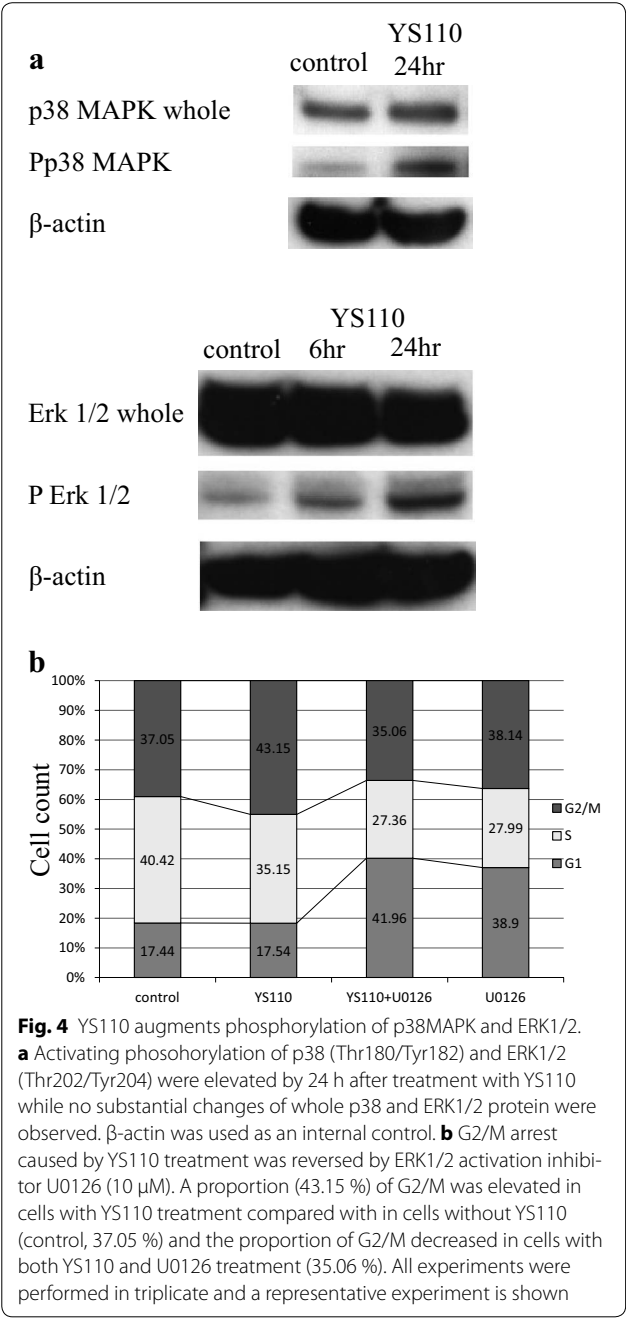 a
YS110
control 24hr
p38 MAPK whole
Pp38 MAPK
β-actin
YS110
control 6hr 24hr
Erk 1/2 whole
P Erk 1/2
β-actin
b
Cell count
100%
90%
80%
70%
60%
50%
40%
30%
20%
10%
0%
37.05 43.15 35.06 38.14
40.42 35.15 27.36 27.99
17.44 17.54 41.96 38.9
control YS110 YS110+U0126 U0126
G2/M
S
G1
Fig. 4 YS110 augments phosphorylation of p38MAPK and ERK1/2.
a Activating phosohorylation of p38 (Thr180/Tyr182) and ERK1/2
(Thr202/Tyr204) were elevated by 24 h after treatment with YS110
while no substantial changes of whole p38 and ERK1/2 protein were
observed. β-actin was used as an internal control. b G2/M arrest
caused by YS110 treatment was reversed by ERK1/2 activation inhibi-
tor U0126 (10 μM). A proportion (43.15 %) of G2/M was elevated in
cells with YS110 treatment compared with in cells without YS110
(control, 37.05 %) and the proportion of G2/M decreased in cells with
both YS110 and U0126 treatment (35.06 %). All experiments were
performed in triplicate and a representative experiment is shown